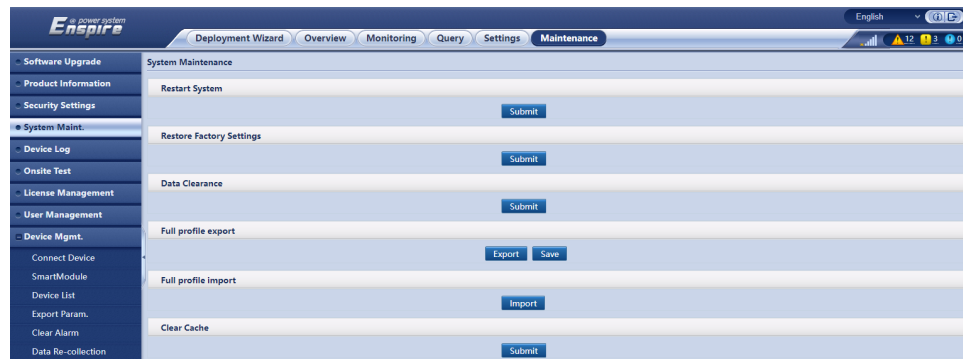 English
e power system
Enspire
Deployment Wizard Overview Monitoring Query Settings Maintenance
12 3 0
Software Upgrade
Product Information
Security Settings
System Maint.
Device Log
Onsite Test
License Management
User Management
Device Mgmt.
Connect Device
SmartModule
Device List
Export Param.
Clear Alarm
Data Re-collection
System Maintenance
Restart System
Submit
Restore Factory Settings
Submit
Data Clearance
Submit
Full profile export
Export Save
Full profile import
Import
Clear Cache
Submit